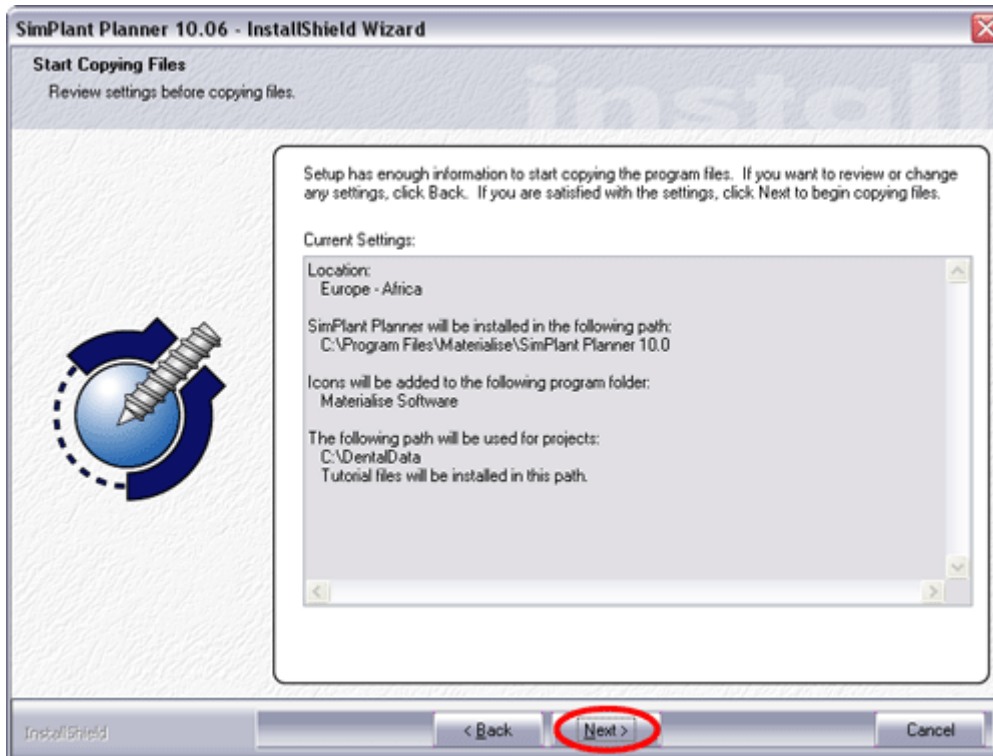 SimPlant Planner 10.06 - InstallShield Wizard
Start Copying Files
Review settings before copying files.
install
Setup has enough information to start copying the program files. If you want to review or change
any settings, click Back. If you are satisfied with the settings, click Next to begin copying files.
Current Settings:
Location:
Europe - Africa
SimPlant Planner will be installed in the following path:
C:\Program Files\Materialise\SimPlant Planner 10.0
Icons will be added to the following program folder:
Materialise Software
The following path will be used for projects:
C:\DentalData
Tutorial files will be installed in this path.
InstallShield
< Back
Next >
Cancel